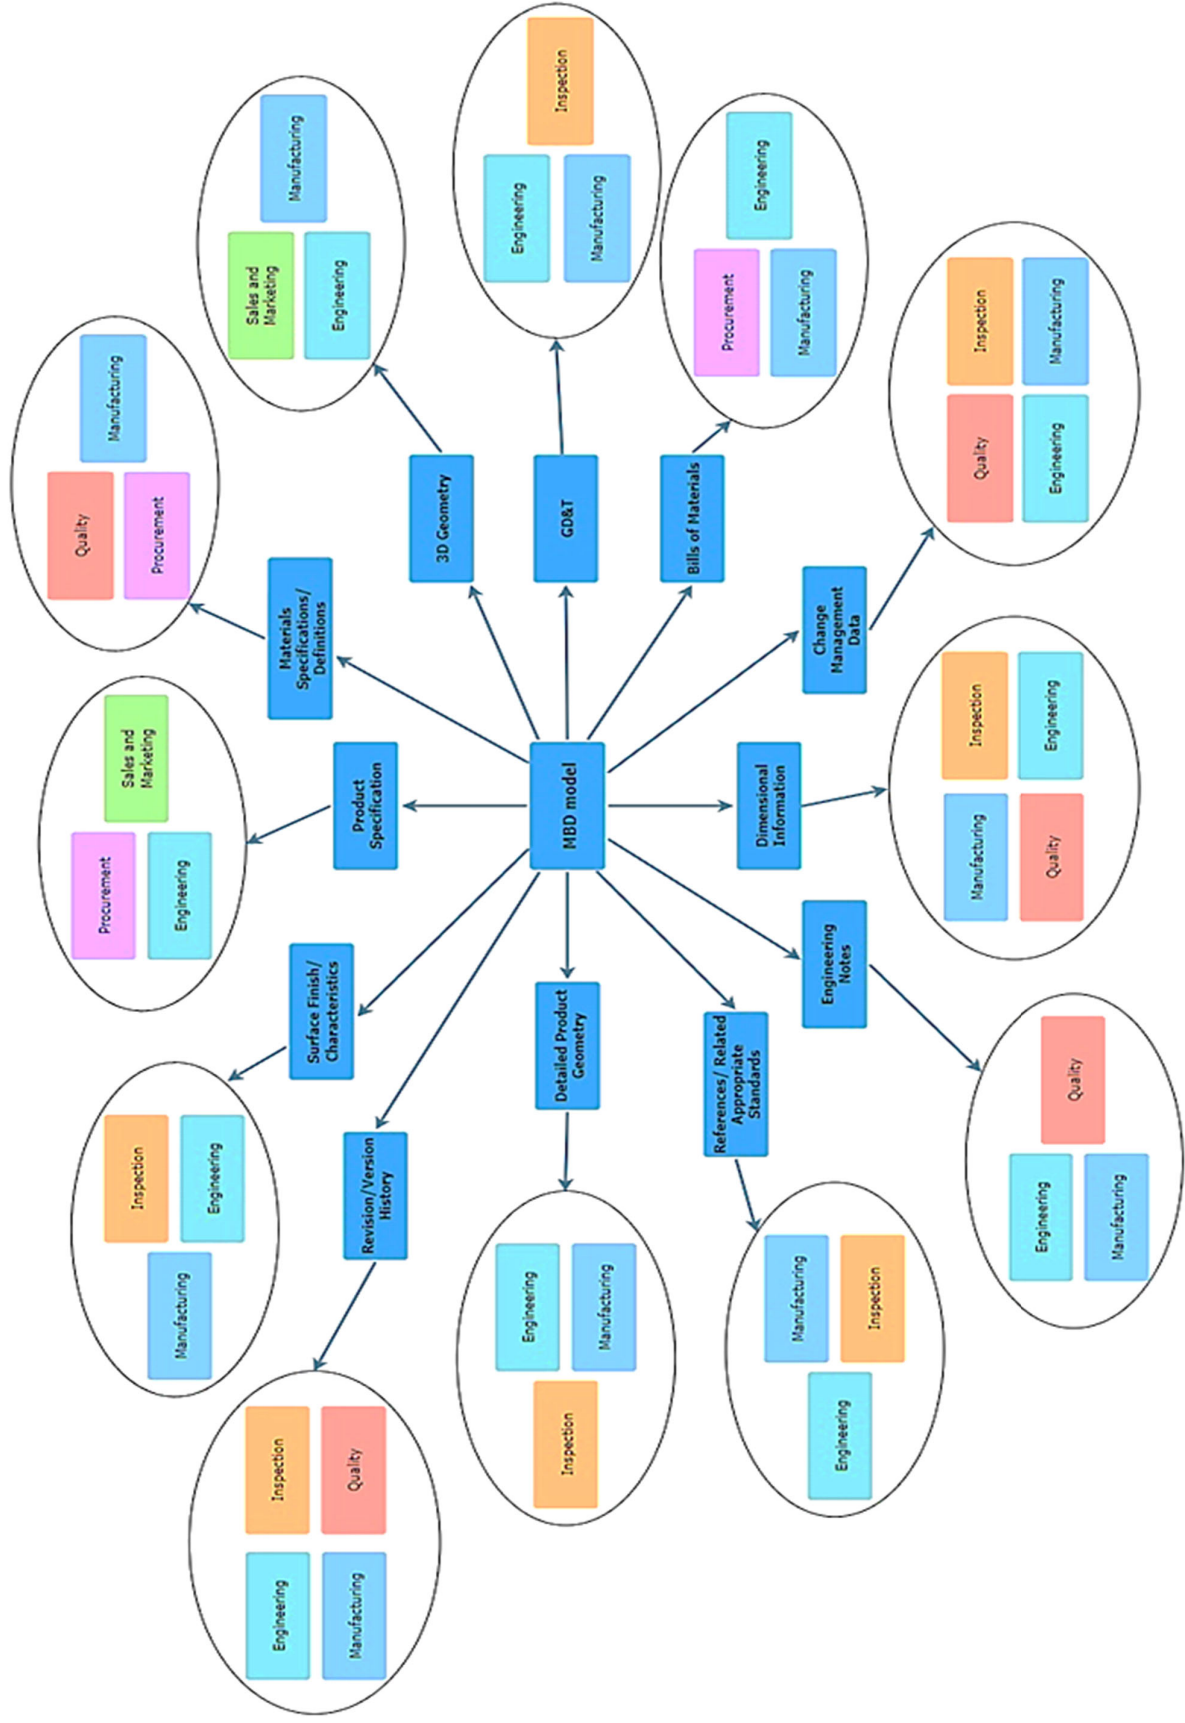 Inspection
Engineering
Manufacturing
Manufacturing
Sales and
Marketing
Engineering
Engineering
Procurement
Manufacturing
Manufacturing
Quality
Procurement
Inspection
Manufacturing
Quality
Engineering
3D Geometry
GD&T
Bills of Materials
Materials
Specifications/
Definitions
Change
Management
Data
Sales and
Marketing
Procurement
Engineering
Product
Specification
MBD model
Dimensional
Information
Inspection
Engineering
Manufacturing
Quality
Surface Finish/
Characteristics
Detailed Product
Geometry
References/ Related
Appropriate
Standards
Engineering
Notes
Inspection
Engineering
Manufacturing
Revision/Version
History
Quality
Engineering
Manufacturing
Engineering
Manufacturing
Inspection
Manufacturing
Inspection
Engineering
Inspection
Quality
Engineering
Manufacturing